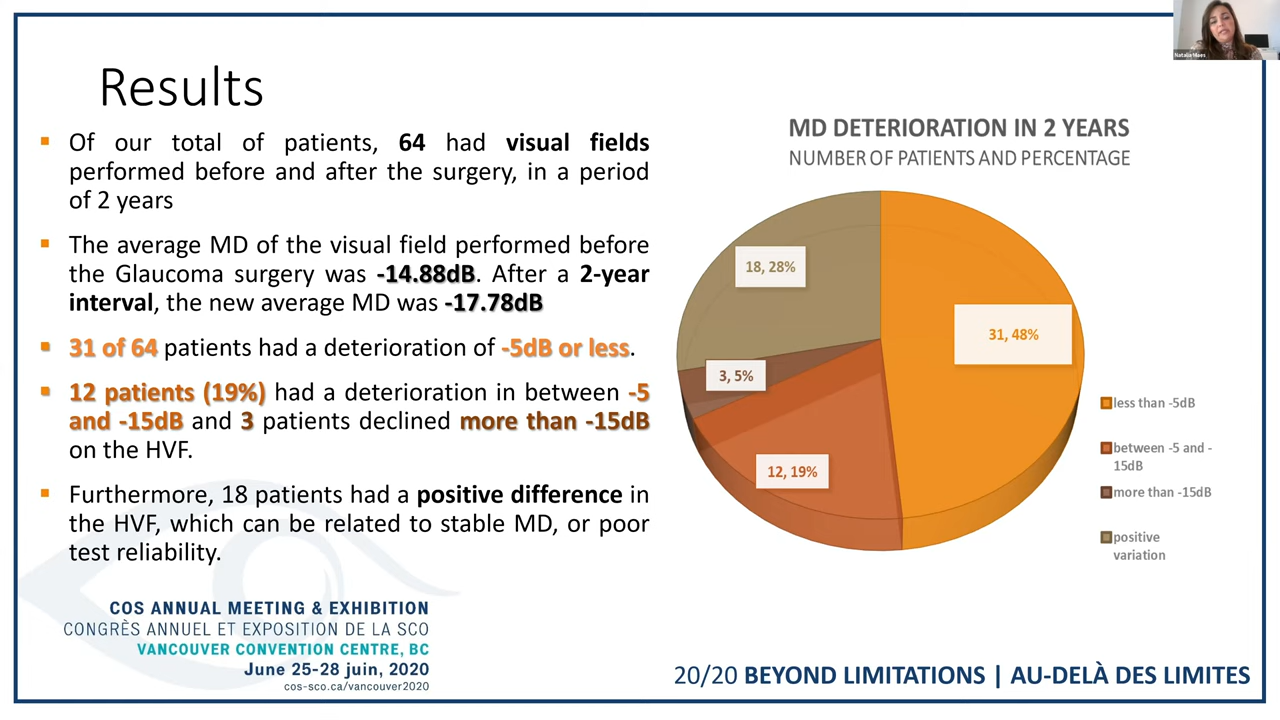 Results
Of our total of patients, 64 had visual fields
performed before and after the surgery, in a period
of 2 years
The average MD of the visual field performed before
the Glaucoma surgery was -14.88dB. After a 2-year
interval, the new average MD was -17.78dB
31 of 64 patients had a deterioration of -5dB or less.
12 patients (19%) had a deterioration in between -5
and -15dB and 3 patients declined more than -15dB
on the HVF.
Furthermore, 18 patients had a positive difference in
the HVF, which can be related to stable MD, or poor
test reliability.
MD DETERIORATION IN 2 YEARS
NUMBER OF PATIENTS AND PERCENTAGE
18, 28%
31, 48%
3, 5%
12, 19%
less than -5dB
between -5 and -
15dB
more than -15dB
positive
variation
COS ANNUAL MEETING & EXHIBITION
CONGRÈS ANNUEL ET EXPOSITION DE LA SCO
VANCOUVER CONVENTION CENTRE, BC
June 25-28 juin, 2020
cos-sco.ca/vancouver2020
20/20 BEYOND LIMITATIONS | AU-DELÀ DES LIMITES